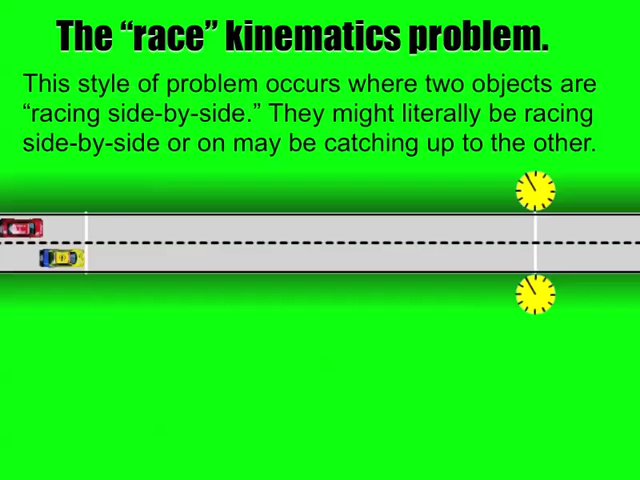 The “race” kinematics problem.
This style of problem occurs where two objects are
“racing side-by-side.” They might literally be racing
side-by-side or on may be catching up to the other.